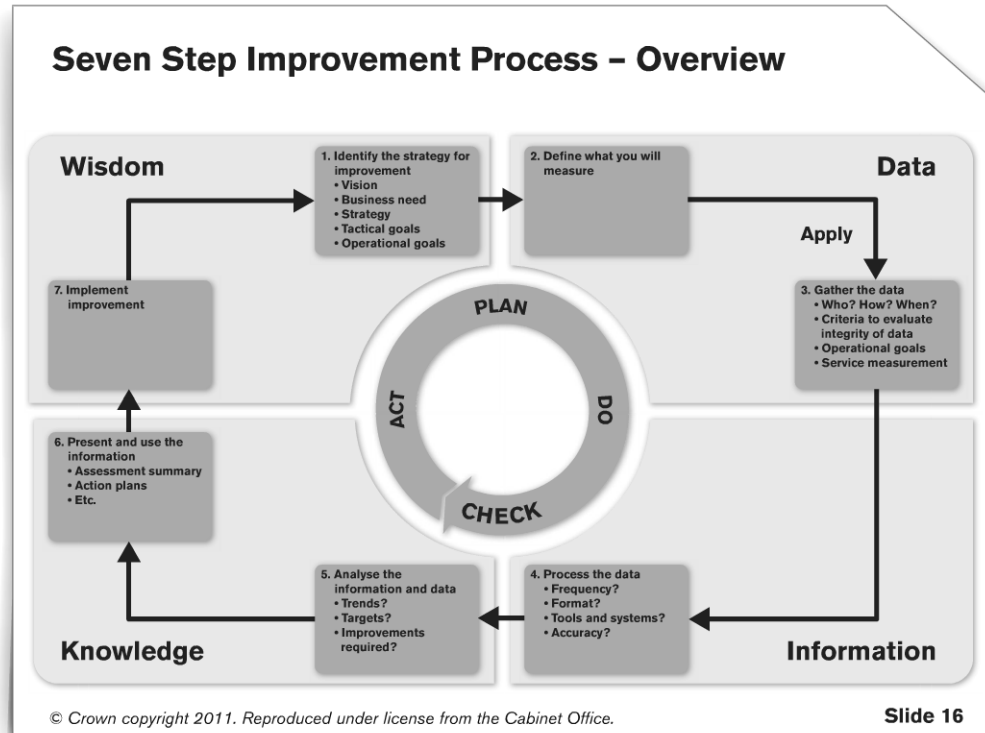 Seven Step Improvement Process – Overview
Wisdom
1. Identify the strategy for
improvement
• Vision
• Business need
• Strategy
• Tactical goals
• Operational goals
2. Define what you will
measure
Data
Apply
3. Gather the data
• Who? How? When?
• Criteria to evaluate
integrity of data
• Operational goals
• Service measurement
7. Implement
improvement
PLAN
DO
CHECK
ACT
6. Present and use the
information
• Assessment summary
• Action plans
• Etc.
5. Analyse the
information and data
• Trends?
• Targets?
• Improvements
required?
4. Process the data
• Frequency?
• Format?
• Tools and systems?
• Accuracy?
Knowledge
Information
© Crown copyright 2011. Reproduced under license from the Cabinet Office.
Slide 16